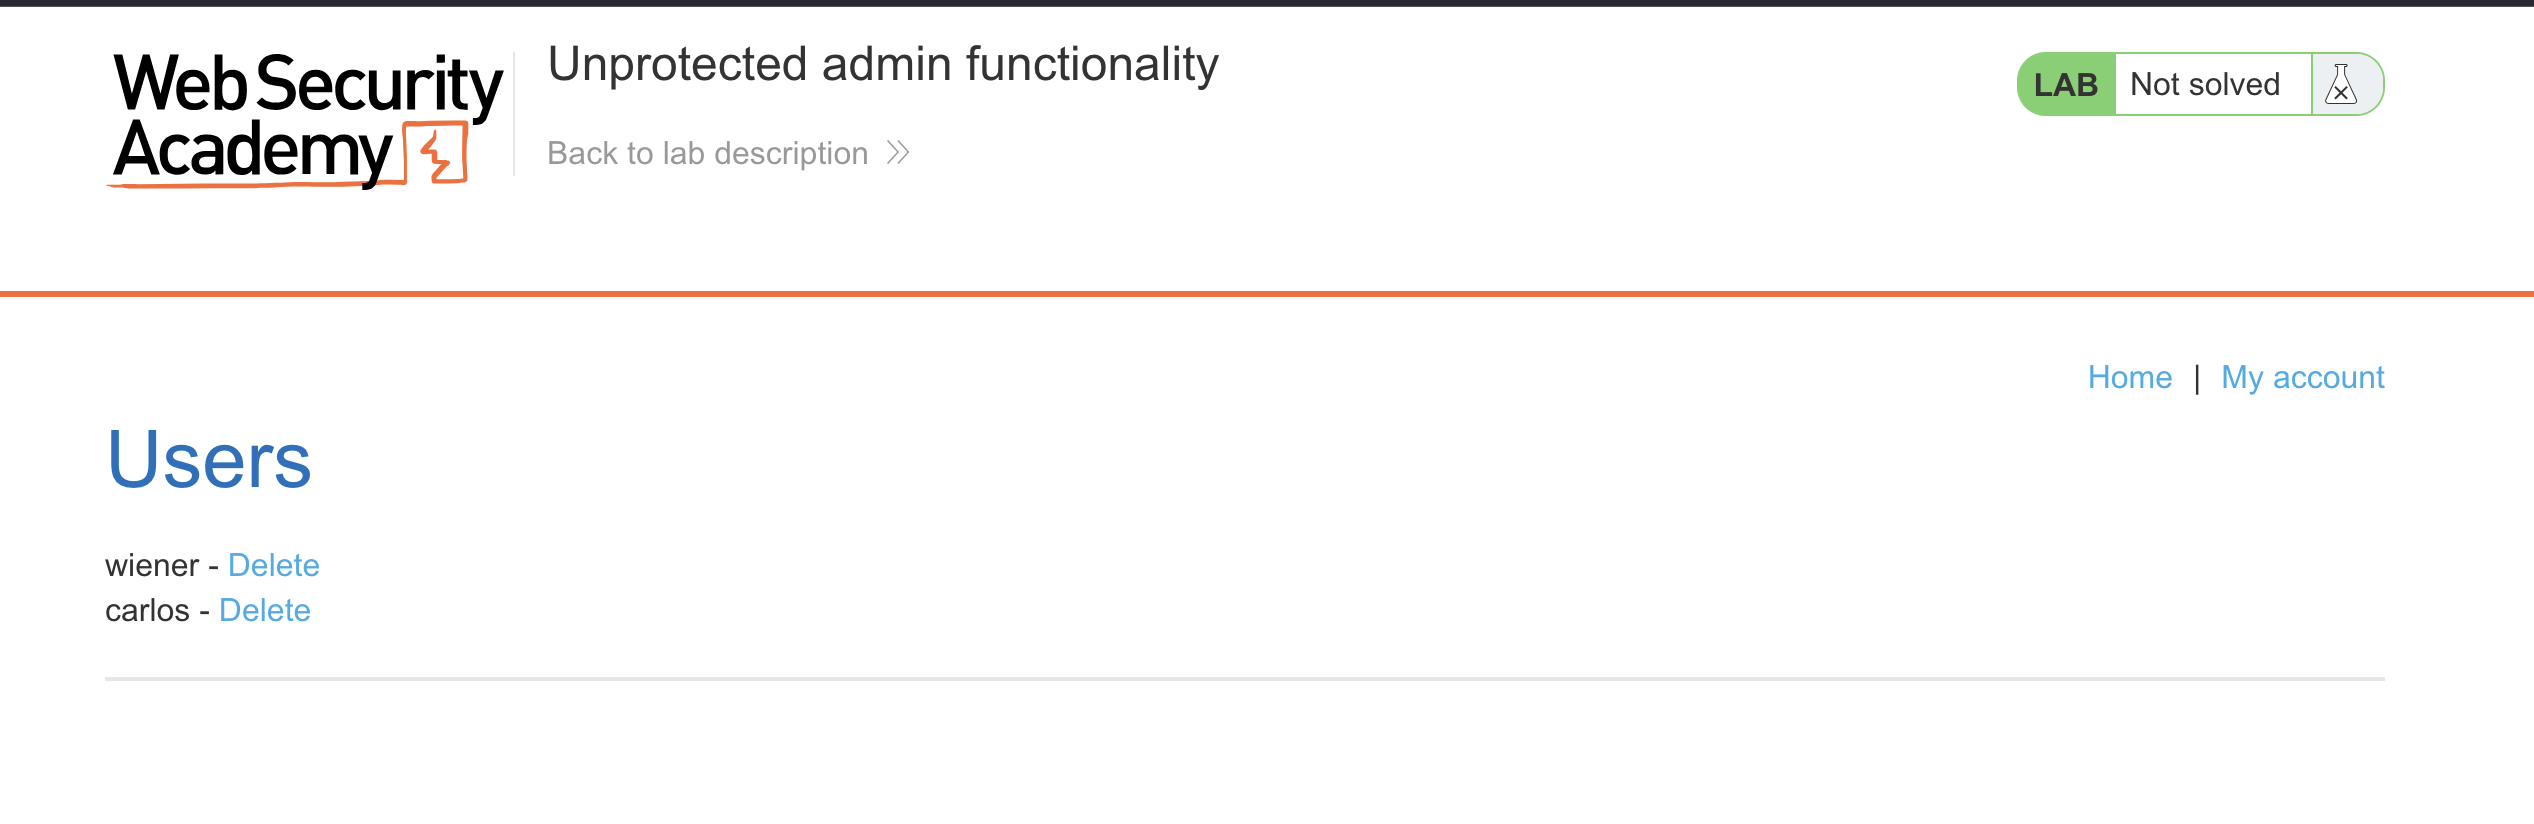 Web Security
Academy
Unprotected admin functionality
Back to lab description
LAB Not solved
Home | My account
Users
wiener - Delete
carlos - Delete